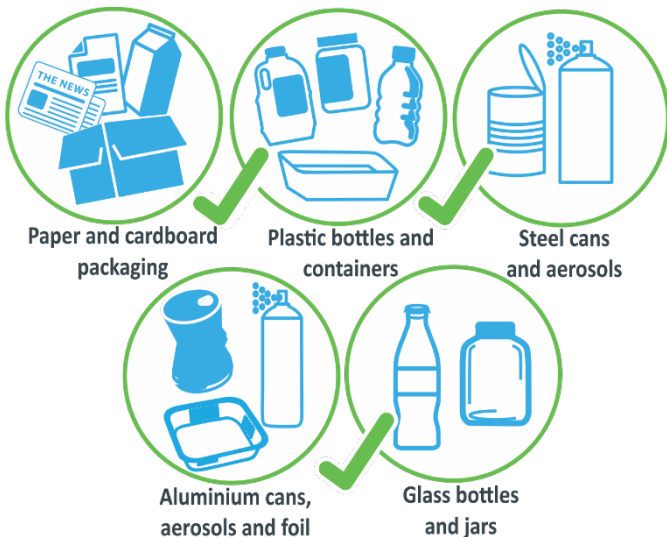 THE NEWS
Paper and cardboard
packaging
Plastic bottles and
containers
Steel cans
and aerosols
Aluminium cans,
aerosols and foil
Glass bottles
and jars